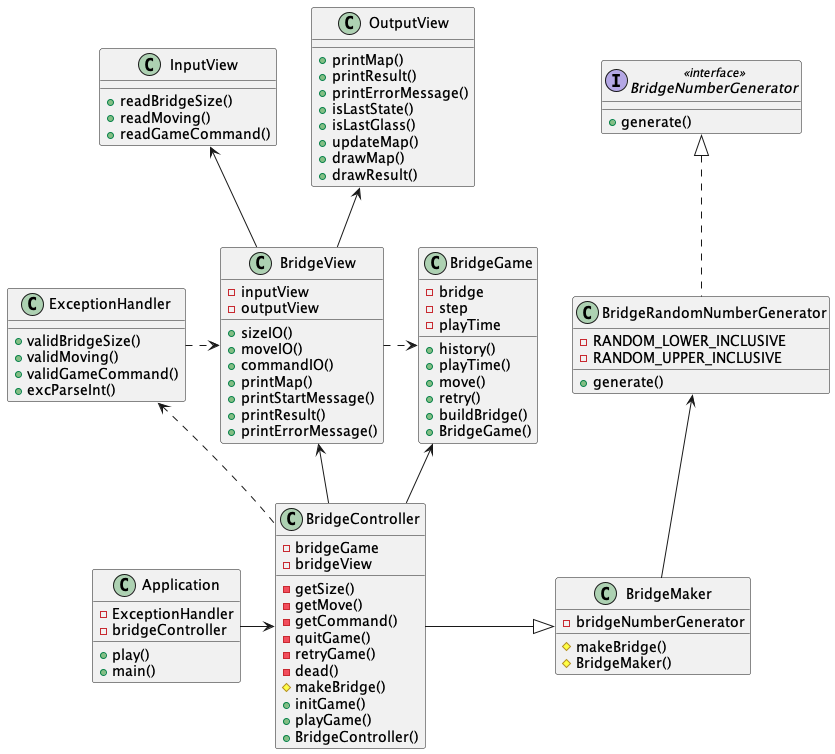 C OutputView
printMap()
printResult()
printErrorMessage()
isLastState()
isLastGlass()
updateMap()
drawMap()
drawResult()
C InputView
readBridgeSize()
readMoving()
readGameCommand()
I «interface»
BridgeNumberGenerator
generate()
C BridgeView
inputView
outputView
sizeIO()
moveIO()
commandIO()
printMap()
printStartMessage()
printResult()
printErrorMessage()
C BridgeGame
bridge
step
playTime
history()
playTime()
move()
retry()
buildBridge()
BridgeGame()
C ExceptionHandler
validBridgeSize()
validMoving()
validGameCommand()
excParseInt()
C BridgeRandomNumberGenerator
RANDOM_LOWER_INCLUSIVE
RANDOM_UPPER_INCLUSIVE
generate()
C BridgeController
bridgeGame
bridgeView
getSize()
getMove()
getCommand()
quitGame()
retryGame()
dead()
makeBridge()
initGame()
playGame()
BridgeController()
C Application
ExceptionHandler
bridgeController
play()
main()
C BridgeMaker
bridgeNumberGenerator
makeBridge()
BridgeMaker()